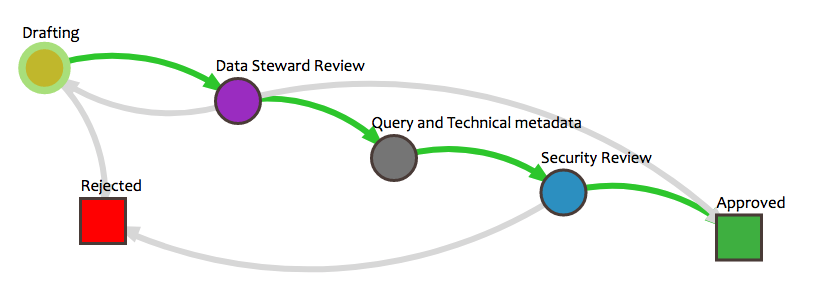 Drafting
Data Steward Review
Query and Technical metadata
Security Review
Rejected
Approved